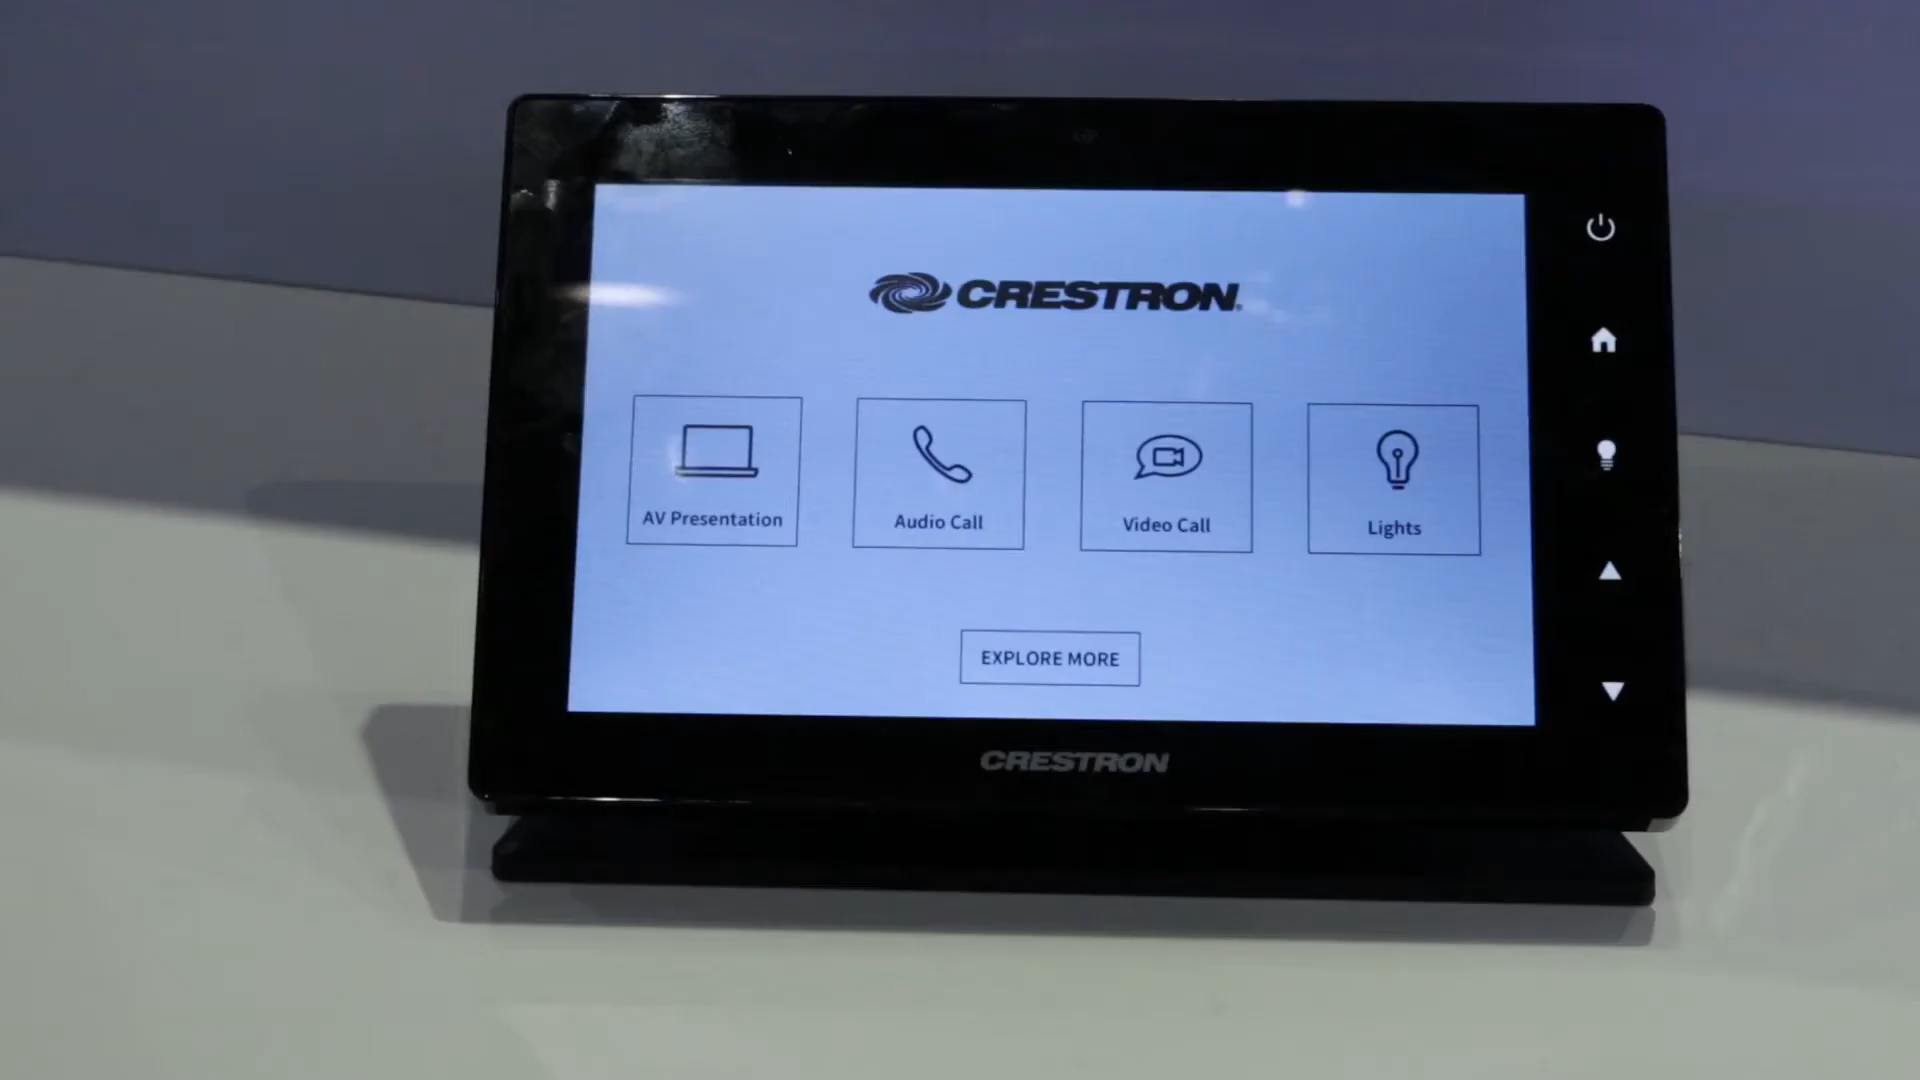 CRESTRON
AV Presentation
Audio Call
Video Call
Lights
EXPLORE MORE
CRESTRON